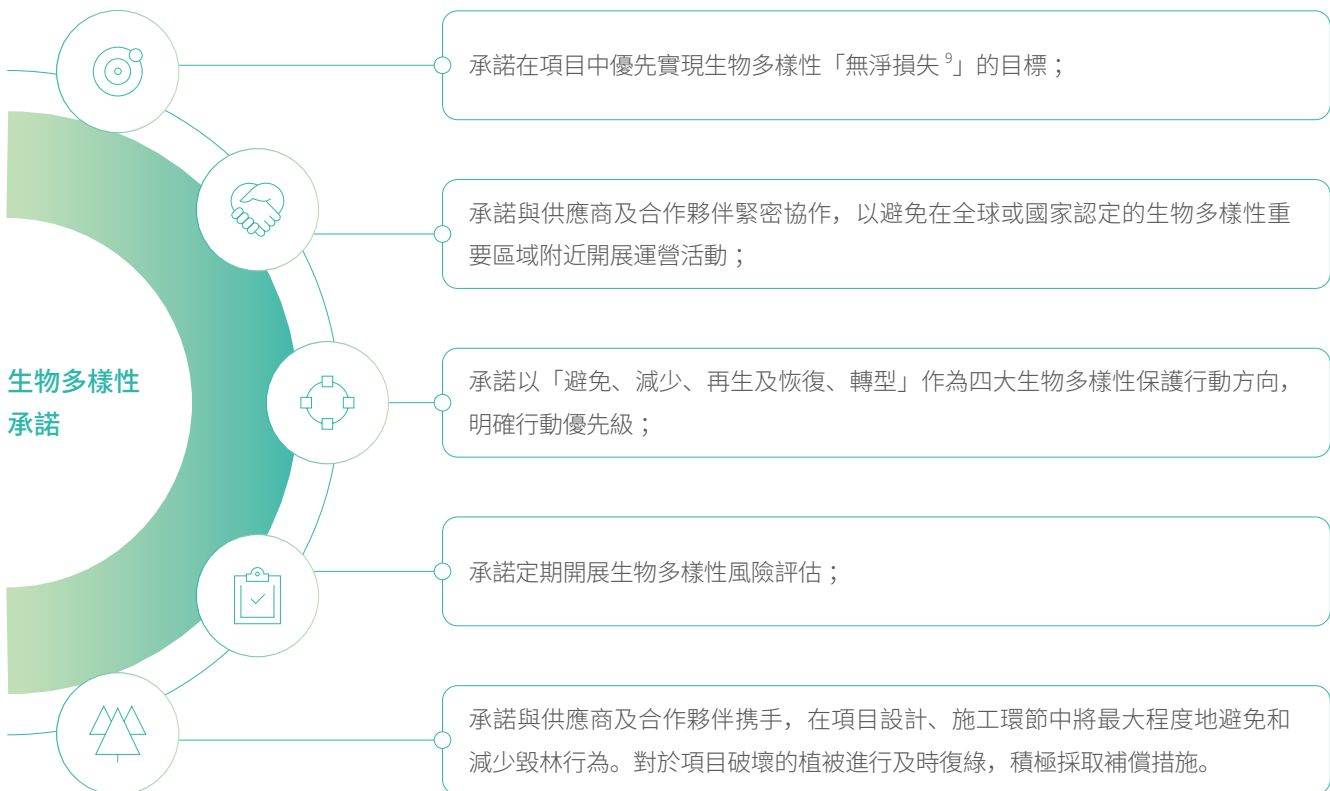 承諾在項目中優先實現生物多樣性「無淨損失⁹」的目標；
承諾與供應商及合作夥伴緊密協作，以避免在全球或國家認定的生物多樣性重
要區域附近開展運營活動；
生物多樣性
承諾
承諾以「避免、減少、再生及恢復、轉型」作為四大生物多樣性保護行動方向，
明確行動優先級；
承諾定期開展生物多樣性風險評估；
承諾與供應商及合作夥伴携手，在項目設計、施工環節中將最大程度地避免和
減少毀林行為。對於項目破壞的植被進行及時復綠，積極採取補償措施。